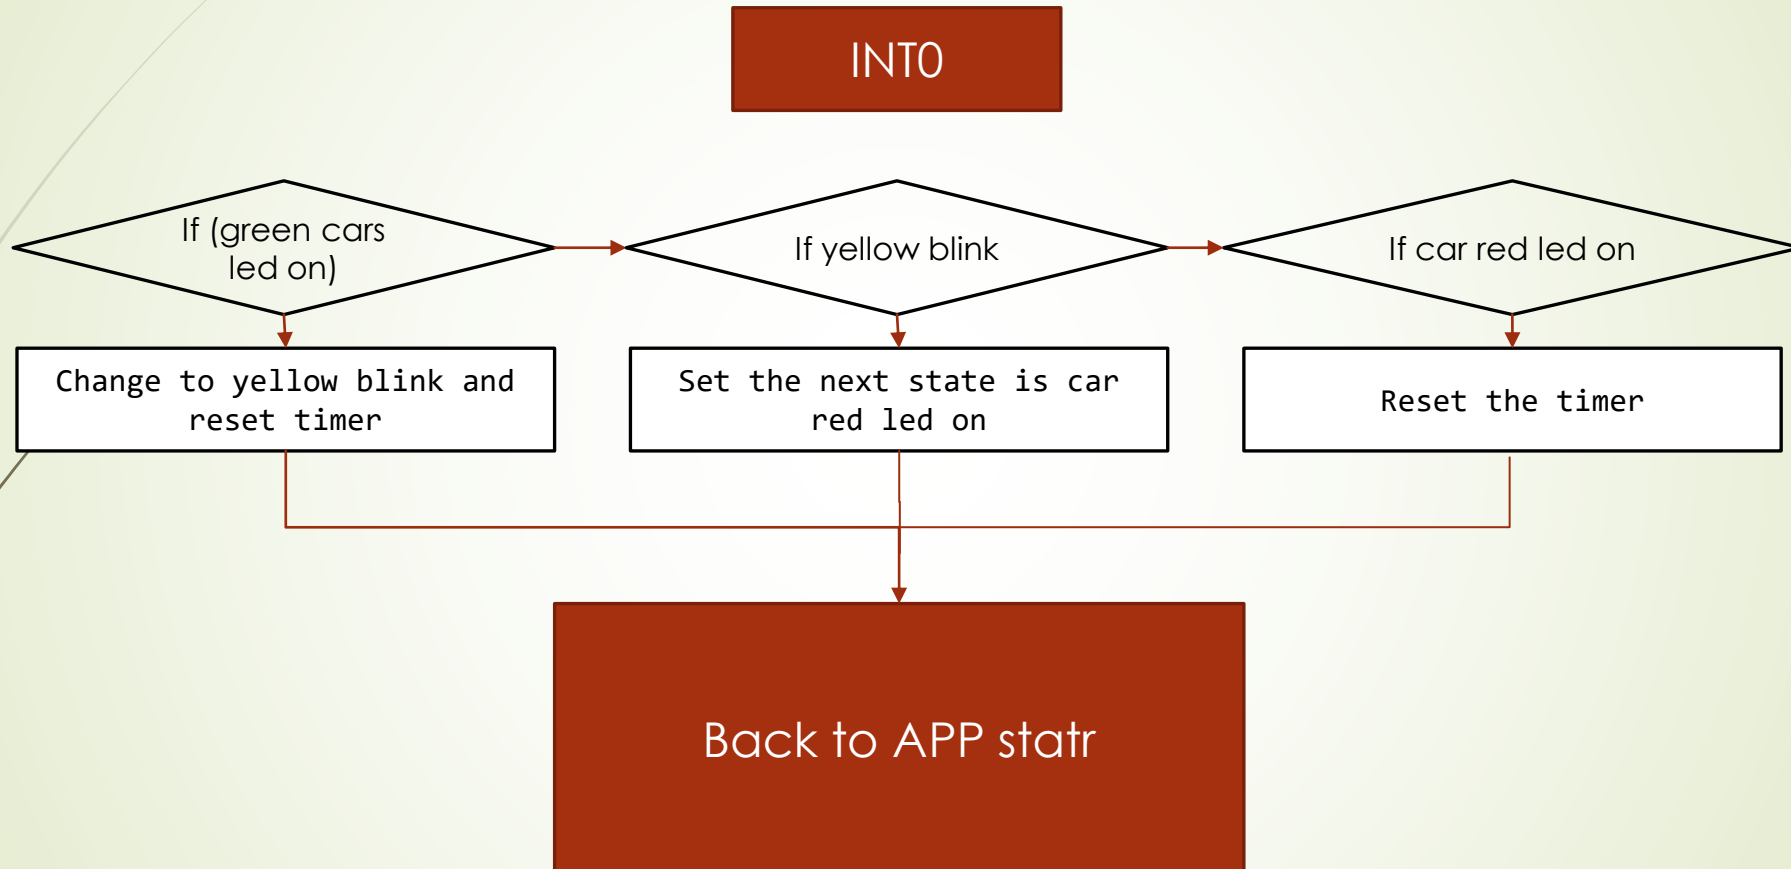 INT0
If (green cars
led on)
If yellow blink
If car red led on
Change to yellow blink and
reset timer
Set the next state is car
red led on
Reset the timer
Back to APP statr